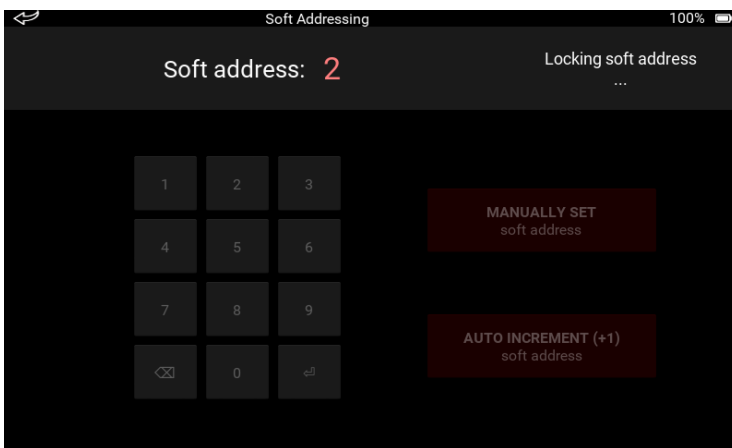 Soft Addressing
100%
Soft address: 2
Locking soft address
...
1 2 3
4 5 6
7 8 9
⌫ 0 ⏎
MANUALLY SET
soft address
AUTO INCREMENT (+1)
soft address